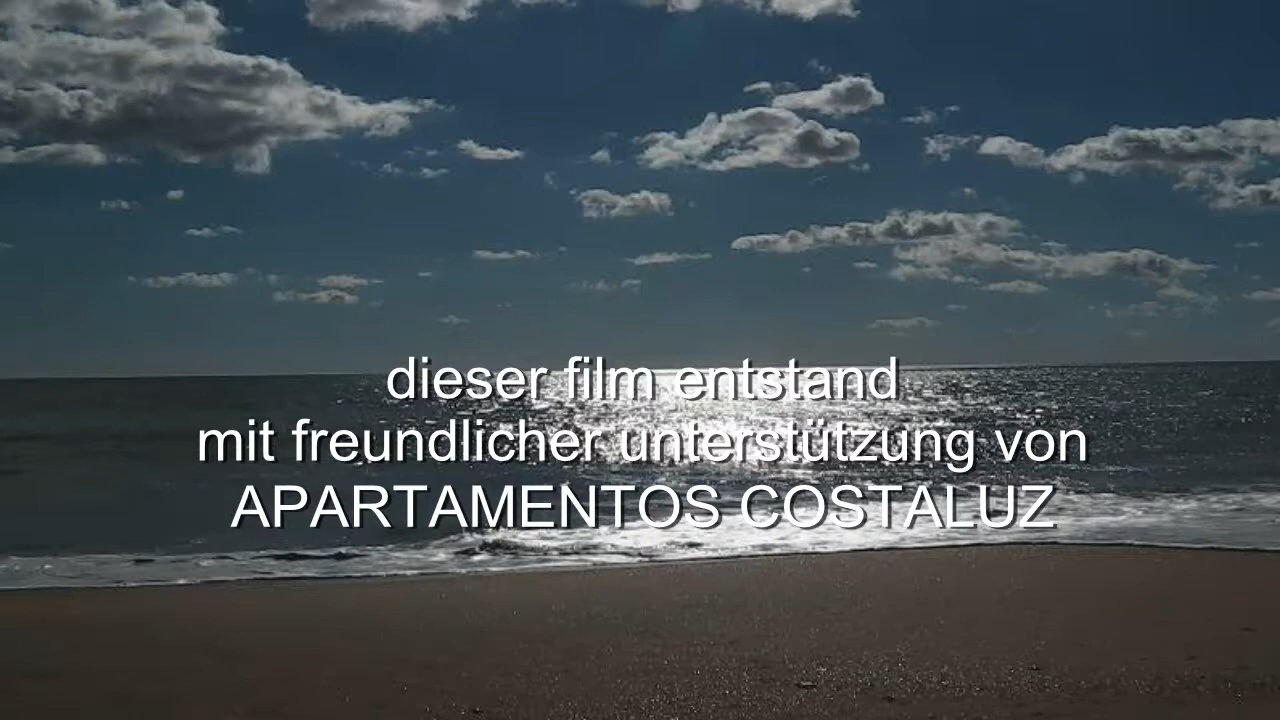 dieser film entstand
mit freundlicher unterstützung von
APARTAMENTOS COSTALUZ